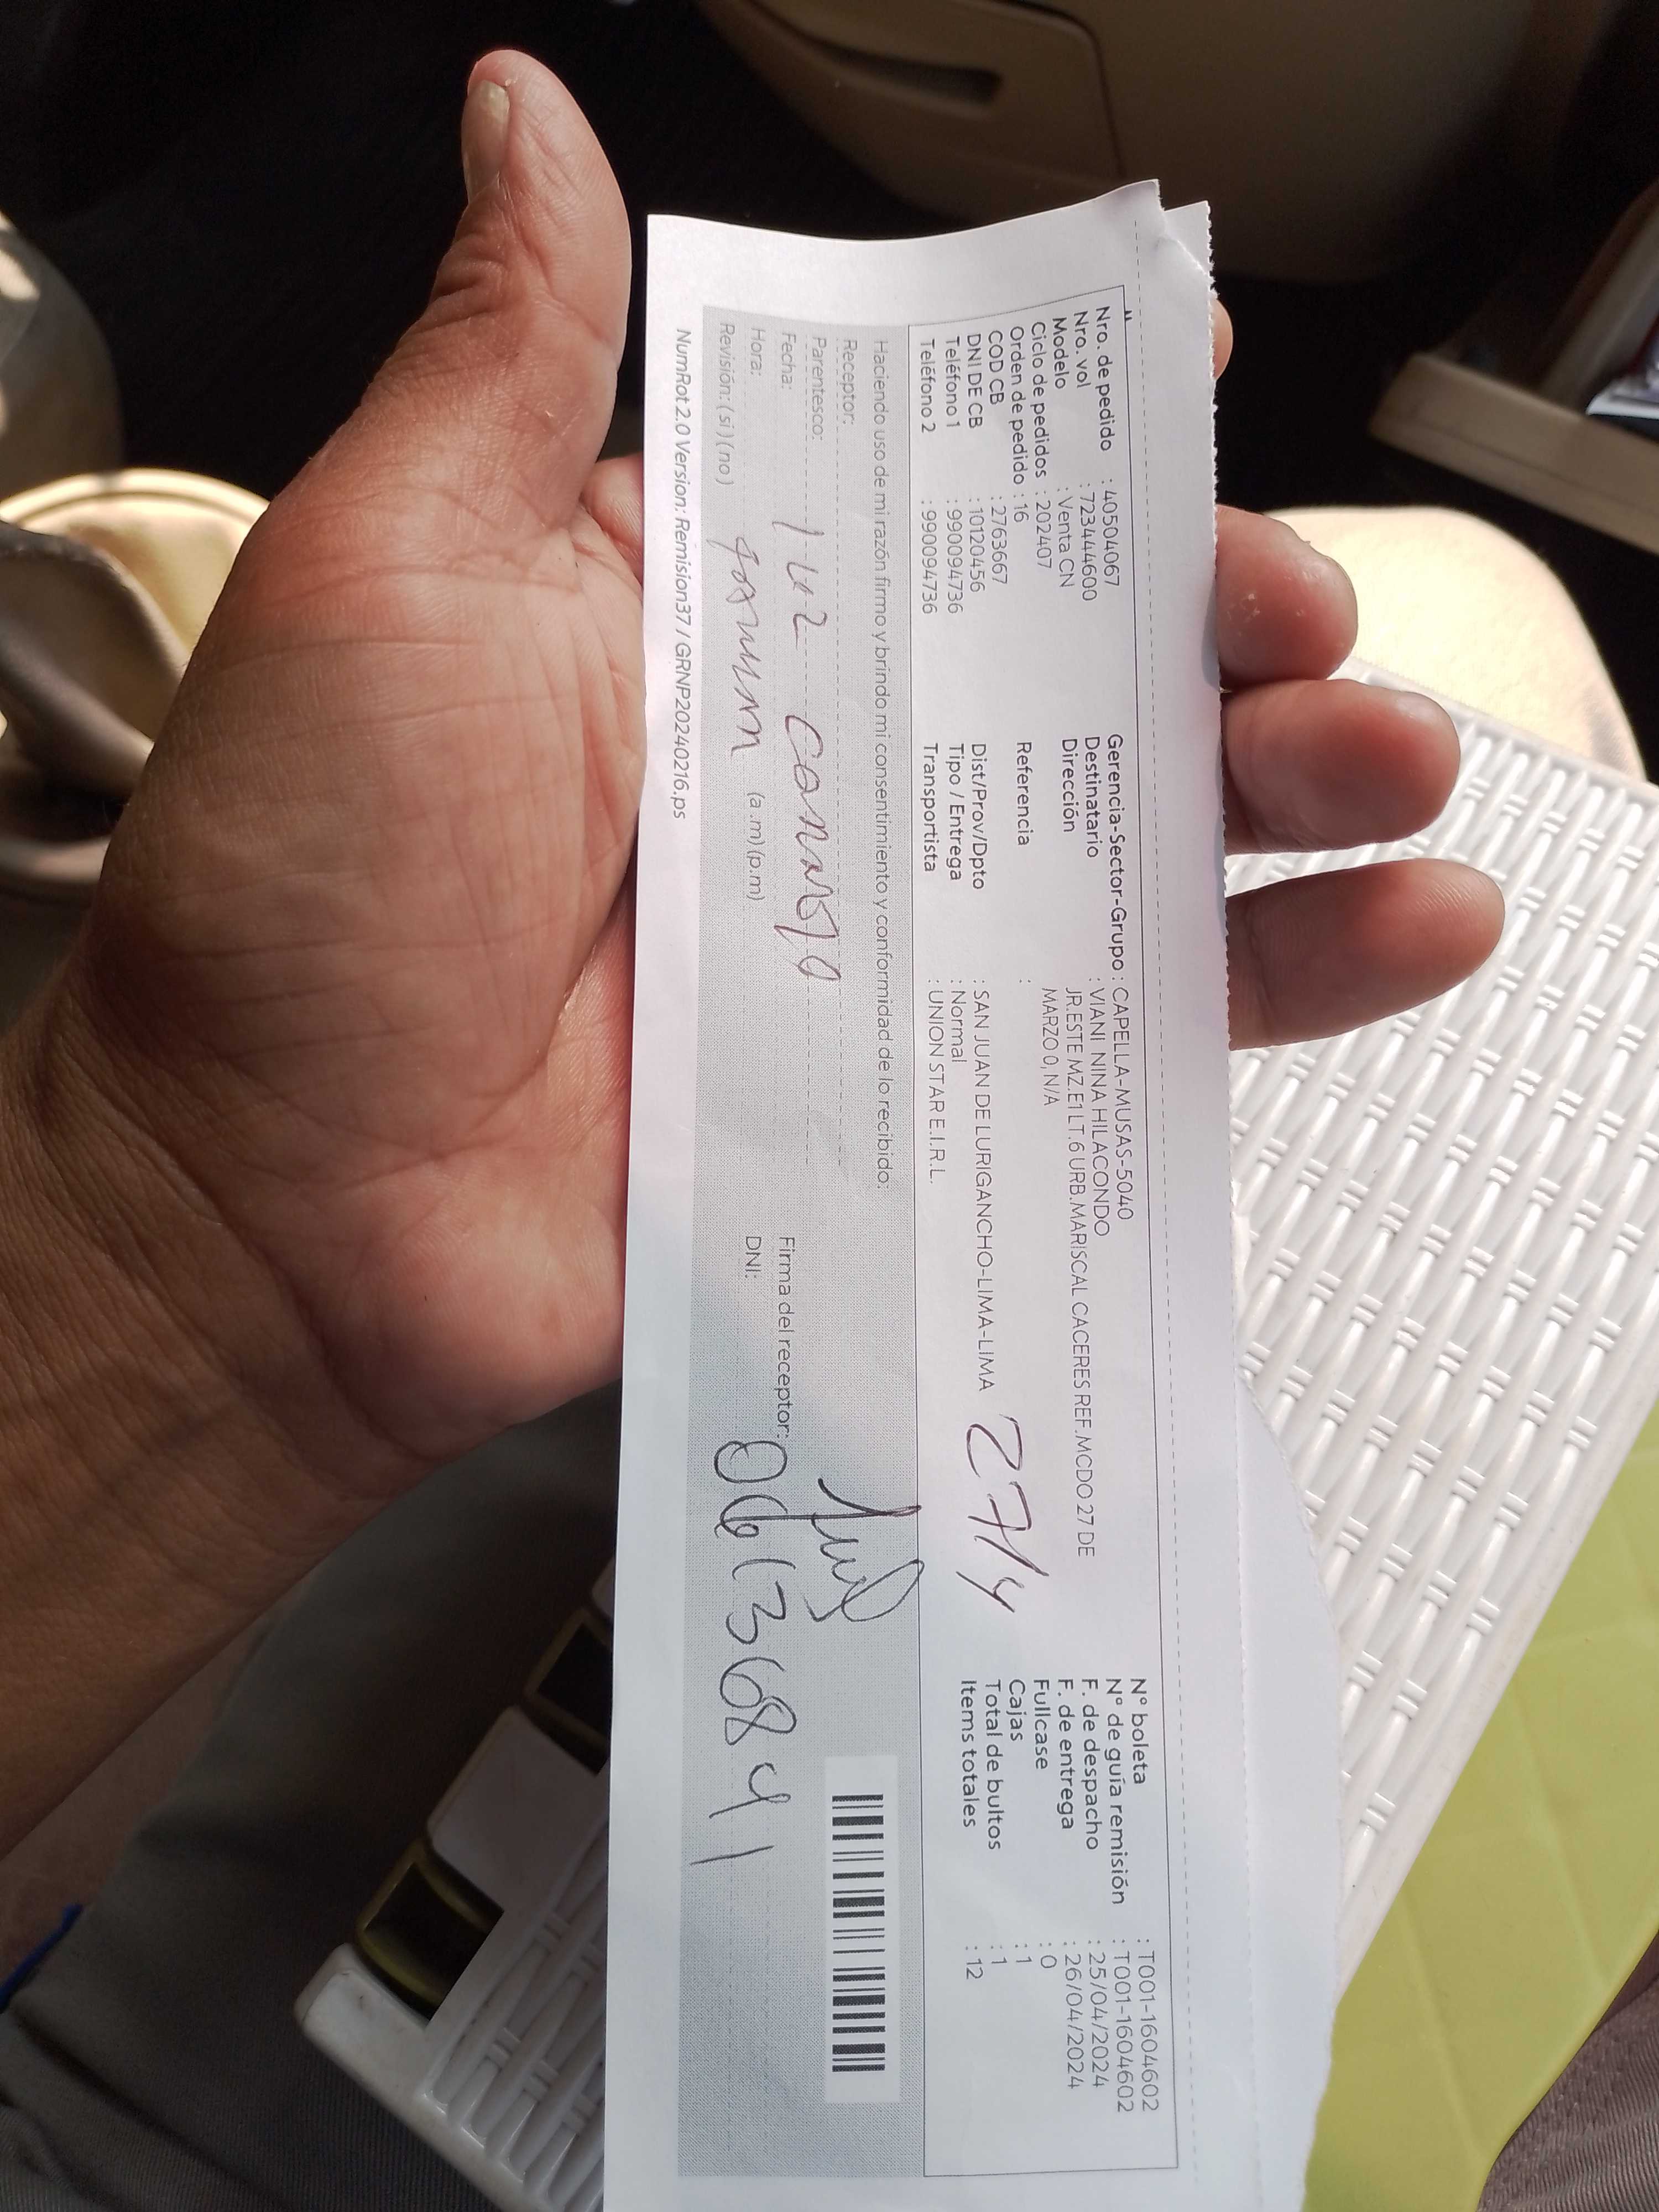 Nro. de pedido : 40504067
Nro. vol : 723444600
Modelo : Venta CN
Ciclo de pedidos : 202407
Orden de pedido : 16
COD CB : 2763667
DNI DE CB : 10120456
Teléfono 1 : 990094736
Teléfono 2 : 990094736
Gerencia-Sector-Grupo : CAPELLA-MUSAS-5040
Destinatario : VIANI NINA HILACONDO
Dirección : JR.ESTE MZ.E1 LT.6 URB.MARISCAL CACERES REF.MCDO 27 DE
MARZO 0, N/A
Referencia :
Dist/Prov/Dpto : SAN JUAN DE LURIGANCHO-LIMA-LIMA
Tipo / Entrega : Normal
Transportista : UNION STAR E.I.R.L.
27/4
N° boleta : T001-1604602
N° de guía remisión : T001-1604602
F. de despacho : 25/04/2024
F. de entrega : 26/04/2024
Fullcase : 0
Cajas : 1
Total de bultos : 1
Items totales : 12
Haciendo uso de mi razón firmo y brindo mi consentimiento y conformidad de lo recibido:
Receptor:
Parentesco:
Fecha:
Hora: (a.m) (p.m)
Revisión: ( si ) ( no )
Firma del receptor:
DNI: 06136841
NumRot 2.0 Version: Remision37 / GRNP20240216.ps